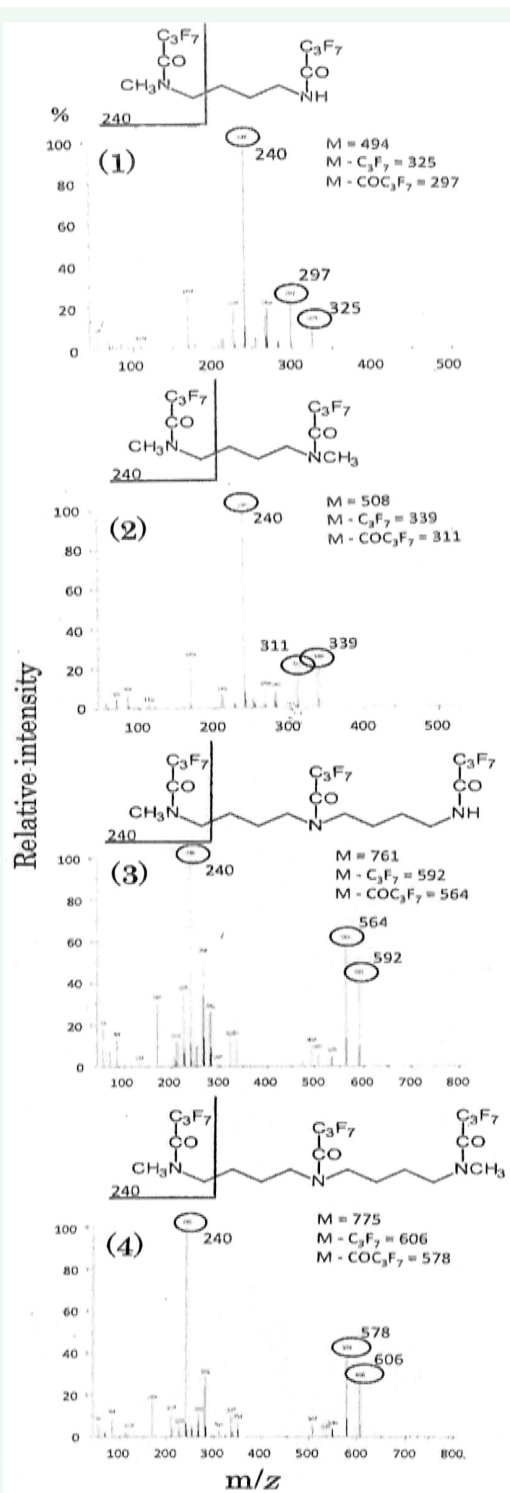 C₃F₇ C₃F₇
CO CO
CH₃N NH
240
%
(1)
240
M = 494
M - C₃F₇ = 325
M - COC₃F₇ = 297
297
325
100
80
60
40
20
0
100 200 300 400 500
C₃F₇ C₃F₇
CO CO
CH₃N NCH₃
240
(2)
240
M = 508
M - C₃F₇ = 339
M - COC₃F₇ = 311
311 339
100
80
60
40
20
0
100 200 300 400 500
Relative intensity
C₃F₇ C₃F₇ C₃F₇
CO CO CO
CH₃N N NH
240
(3)
240
M = 761
M - C₃F₇ = 592
M - COC₃F₇ = 564
564
592
100
80
60
40
20
0
100 200 300 400 500 600 700 800
C₃F₇ C₃F₇ C₃F₇
CO CO CO
CH₃N N NCH₃
240
(4)
240
M = 775
M - C₃F₇ = 606
M - COC₃F₇ = 578
578
606
100
80
60
40
20
0
100 200 300 400 500 600 700 800
m/z